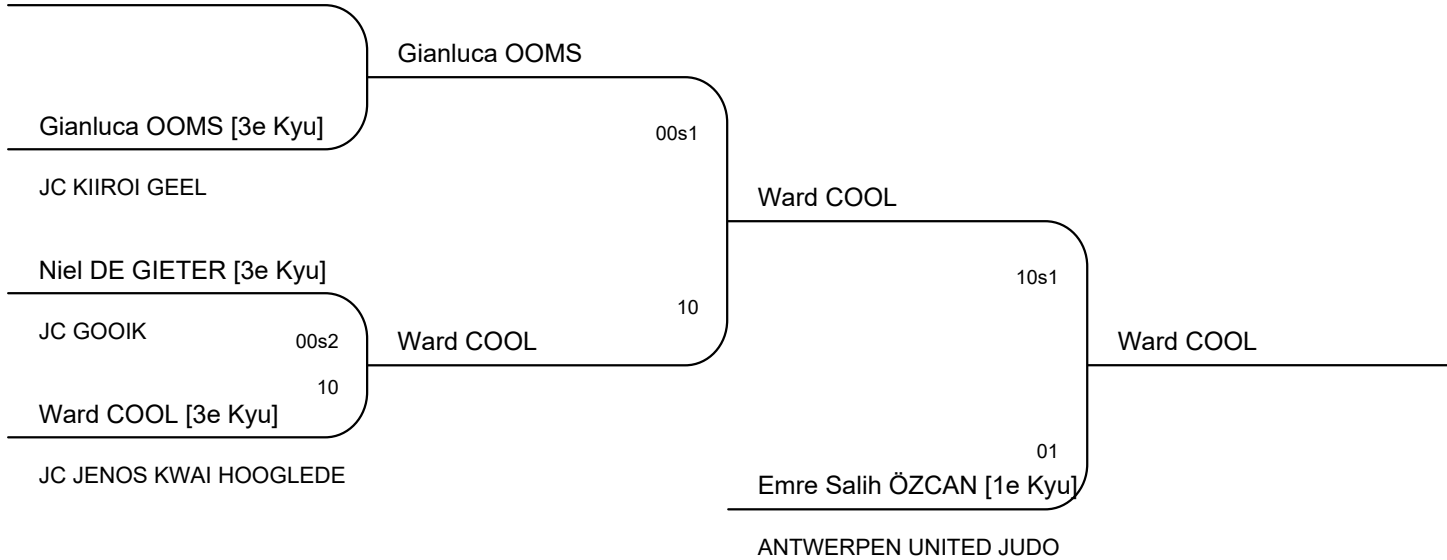 Gianluca OOMS
Gianluca OOMS [3e Kyu]
00s1
JC KIIROI GEEL
Ward COOL
Niel DE GIETER [3e Kyu]
10s1
10
JC GOOIK
00s2
Ward COOL
Ward COOL
10
Ward COOL [3e Kyu]
01
JC JENOS KWAI HOOGLEDE
Emre Salih ÖZCAN [1e Kyu]
ANTWERPEN UNITED JUDO